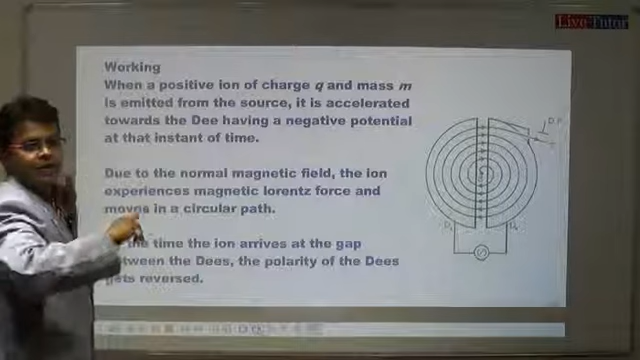 Live Tutor
Working
When a positive ion of charge q and mass m
is emitted from the source, it is accelerated
towards the Dee having a negative potential
at that instant of time.
Due to the normal magnetic field, the ion
experiences magnetic lorentz force and
moves in a circular path.
the time the ion arrives at the gap
between the Dees, the polarity of the Dees
gets reversed.